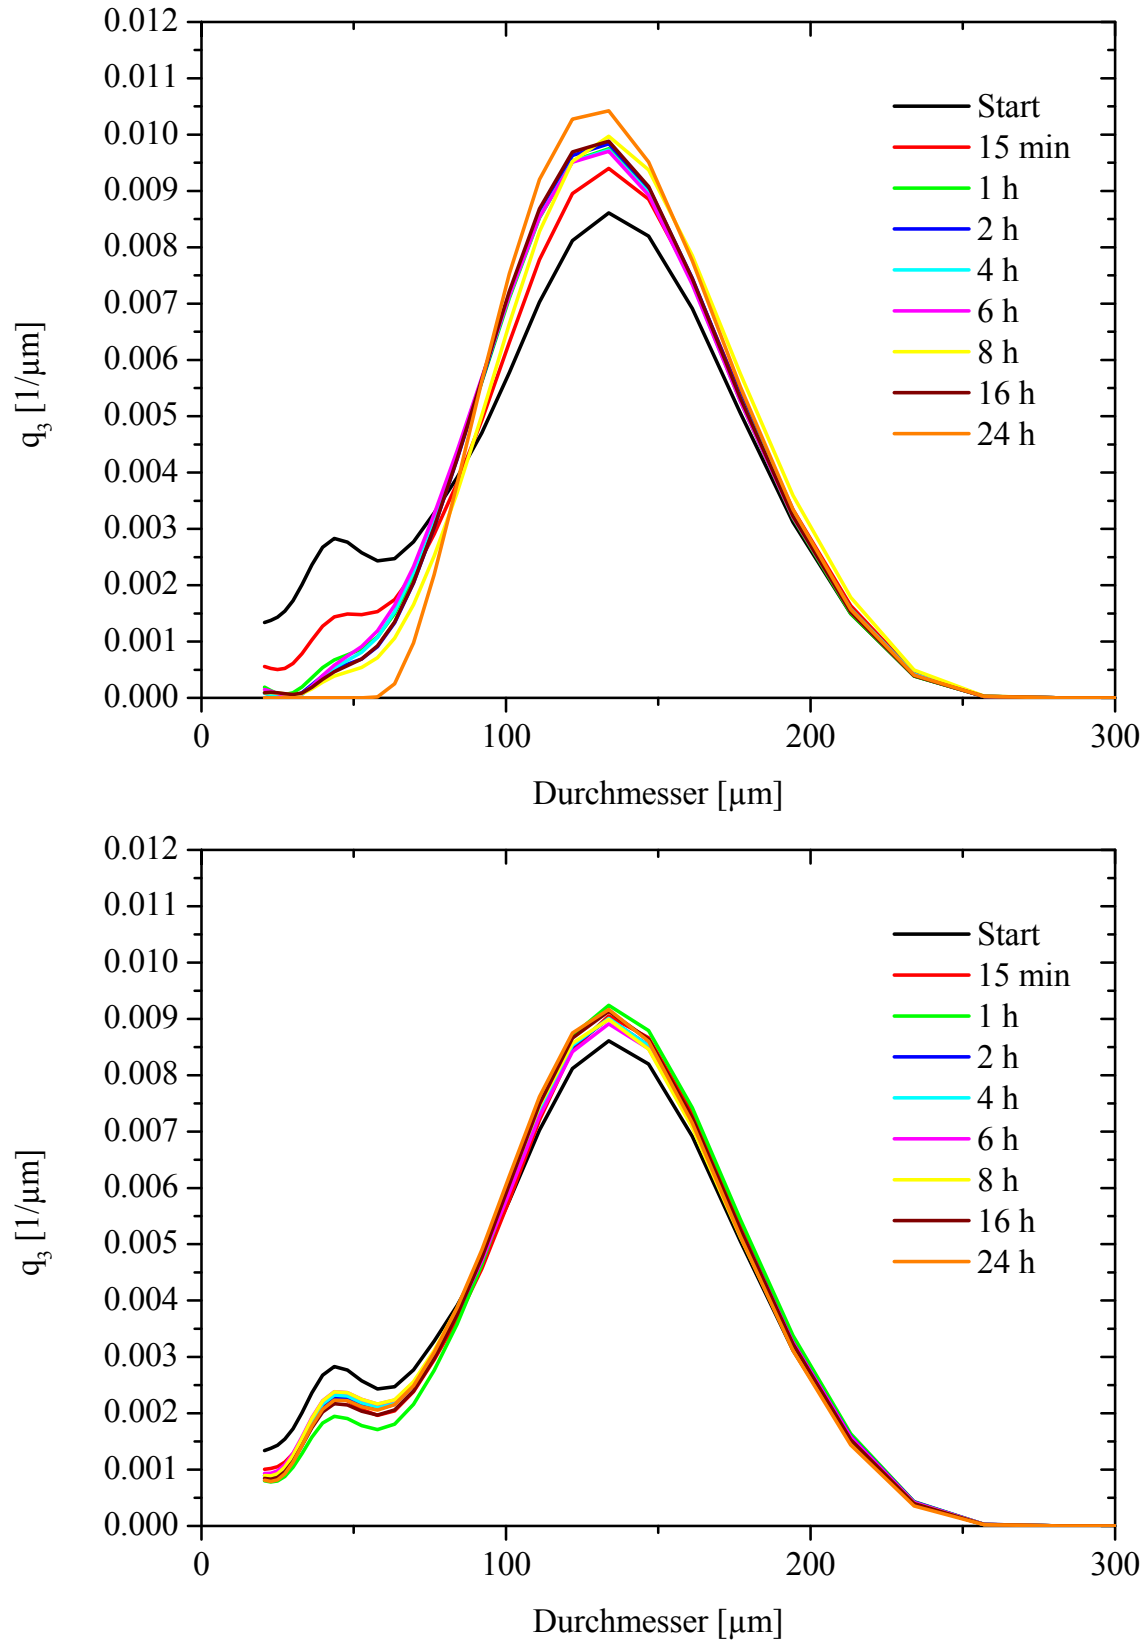 0.012
0.011
0.010
0.009
0.008
0.007
0.006
0.005
0.004
0.003
0.002
0.001
0.000
q₃ [1/µm]
Start
15 min
1 h
2 h
4 h
6 h
8 h
16 h
24 h
0 100 200 300
Durchmesser [µm]
0.012
0.011
0.010
0.009
0.008
0.007
0.006
0.005
0.004
0.003
0.002
0.001
0.000
q₃ [1/µm]
Start
15 min
1 h
2 h
4 h
6 h
8 h
16 h
24 h
0 100 200 300
Durchmesser [µm]